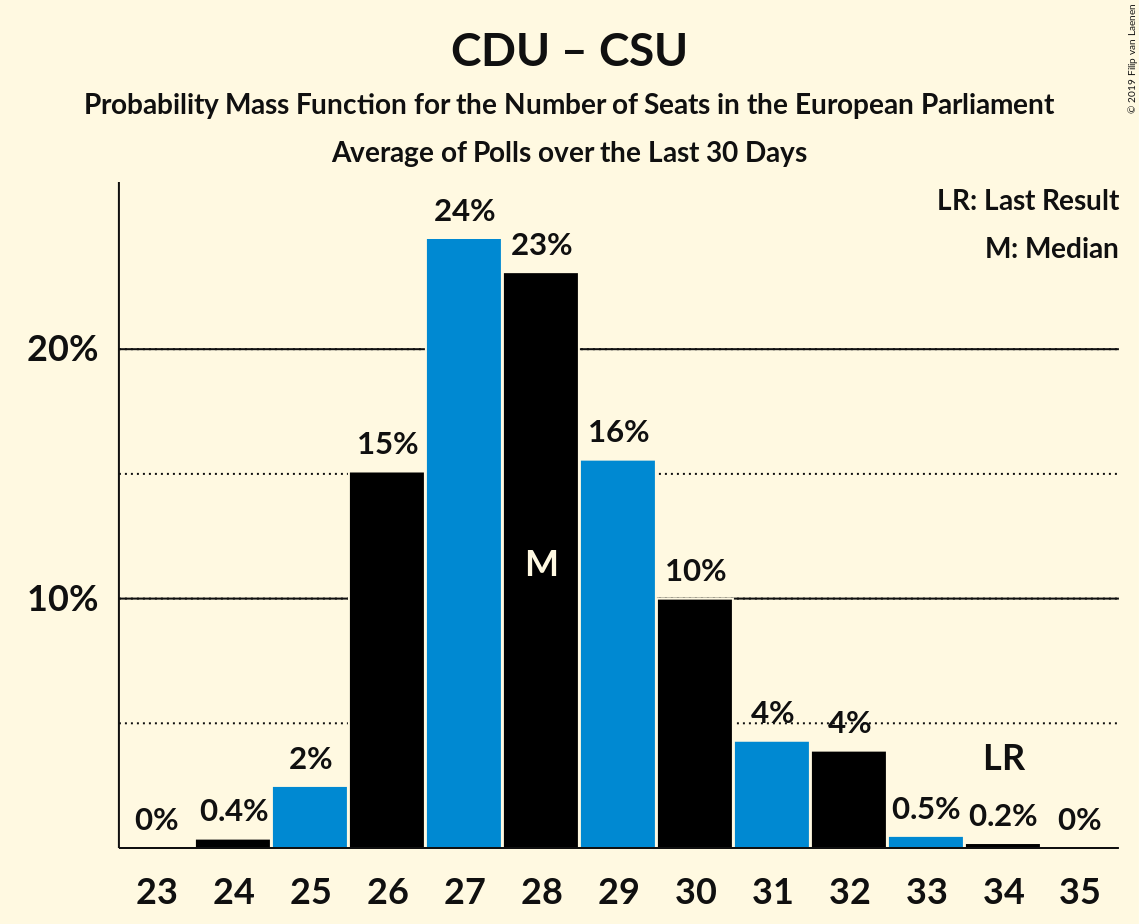 CDU – CSU
Probability Mass Function for the Number of Seats in the European Parliament
Average of Polls over the Last 30 Days
© 2019 Filip van Laenen
LR: Last Result
M: Median
24%
23%
20%
16%
15%
M
10%
10%
4%
4%
2%
LR
0%
0.4%
0.5%
0.2%
0%
23 24 25 26 27 28 29 30 31 32 33 34 35